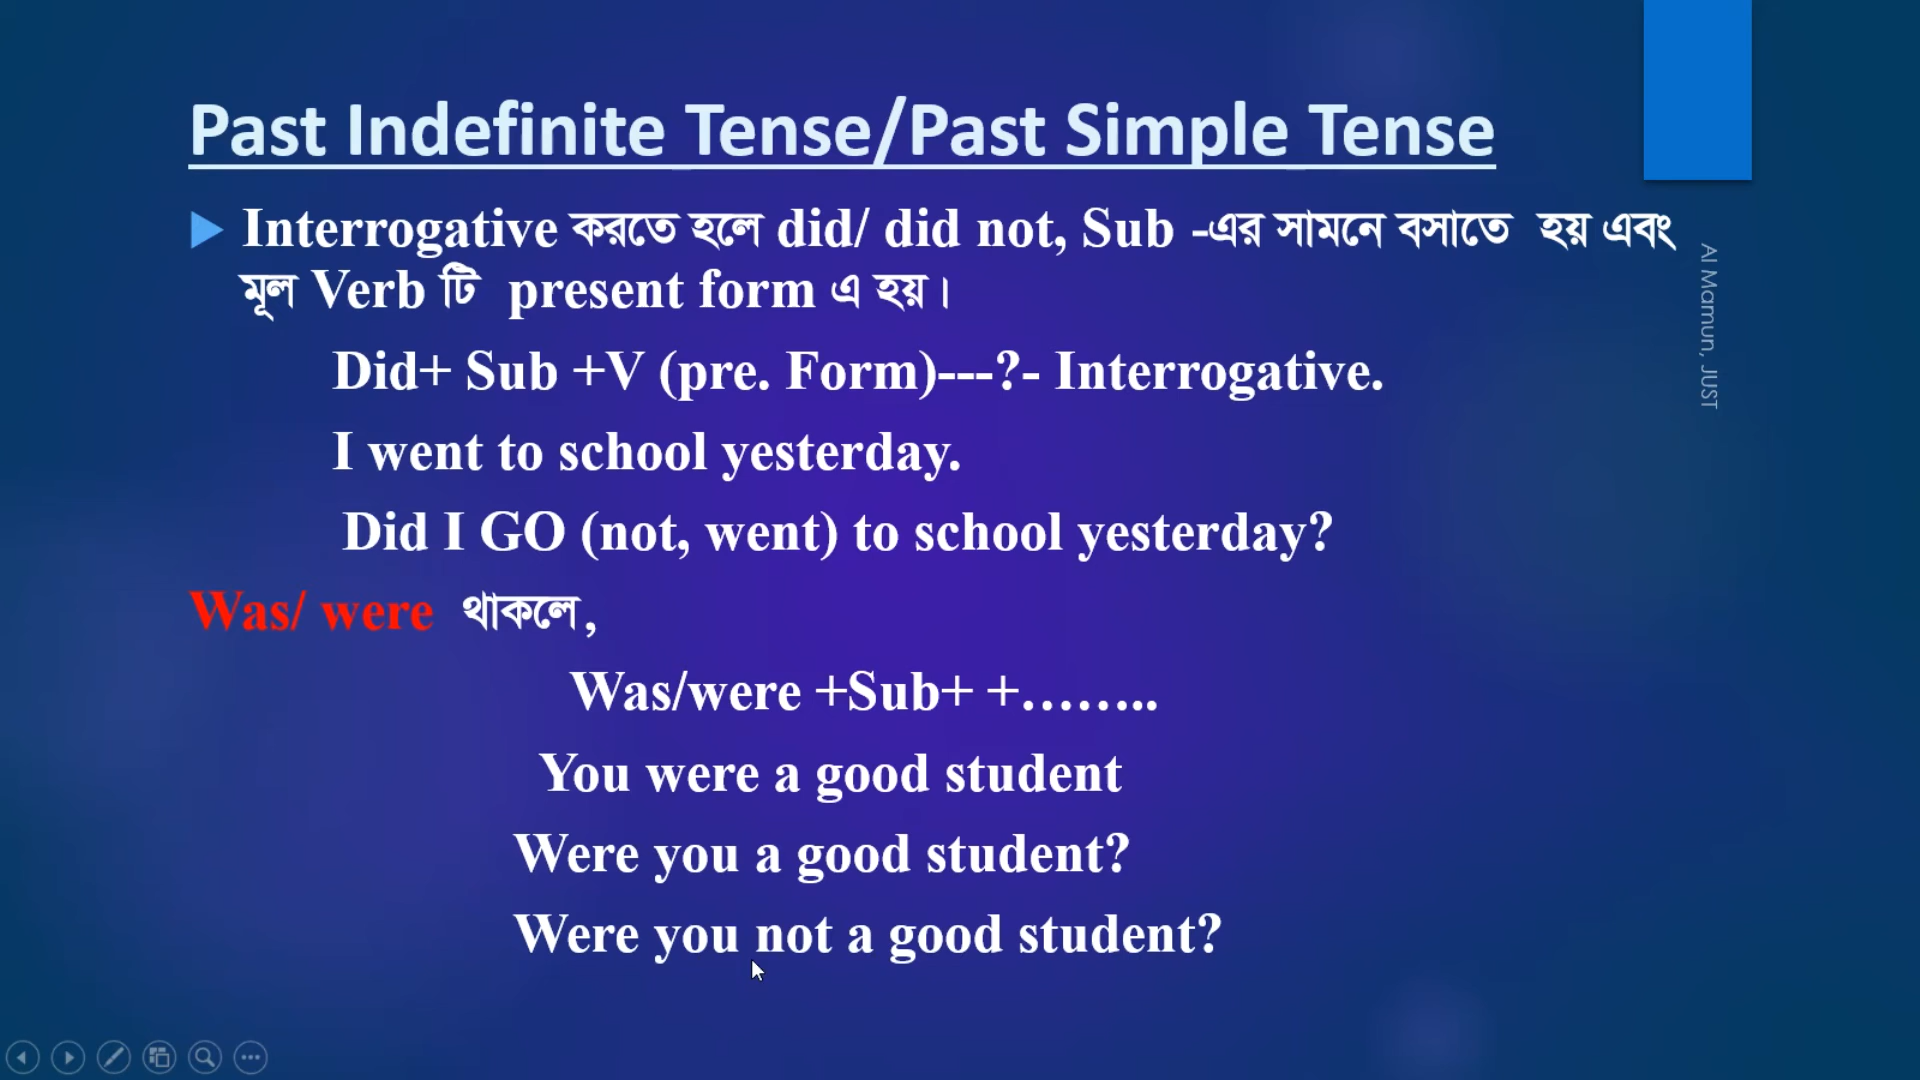 Past Indefinite Tense/Past Simple Tense
Interrogative করতে হলে did/ did not, Sub -এর সামনে বসাতে হয় এবং
মূল Verb টি present form এ হয়।
Did+ Sub +V (pre. Form)---?- Interrogative.
I went to school yesterday.
Did I GO (not, went) to school yesterday?
Was/ were থাকলে,
Was/were +Sub+ +……..
You were a good student
Were you a good student?
Were you not a good student?
Al Mamun, JUST